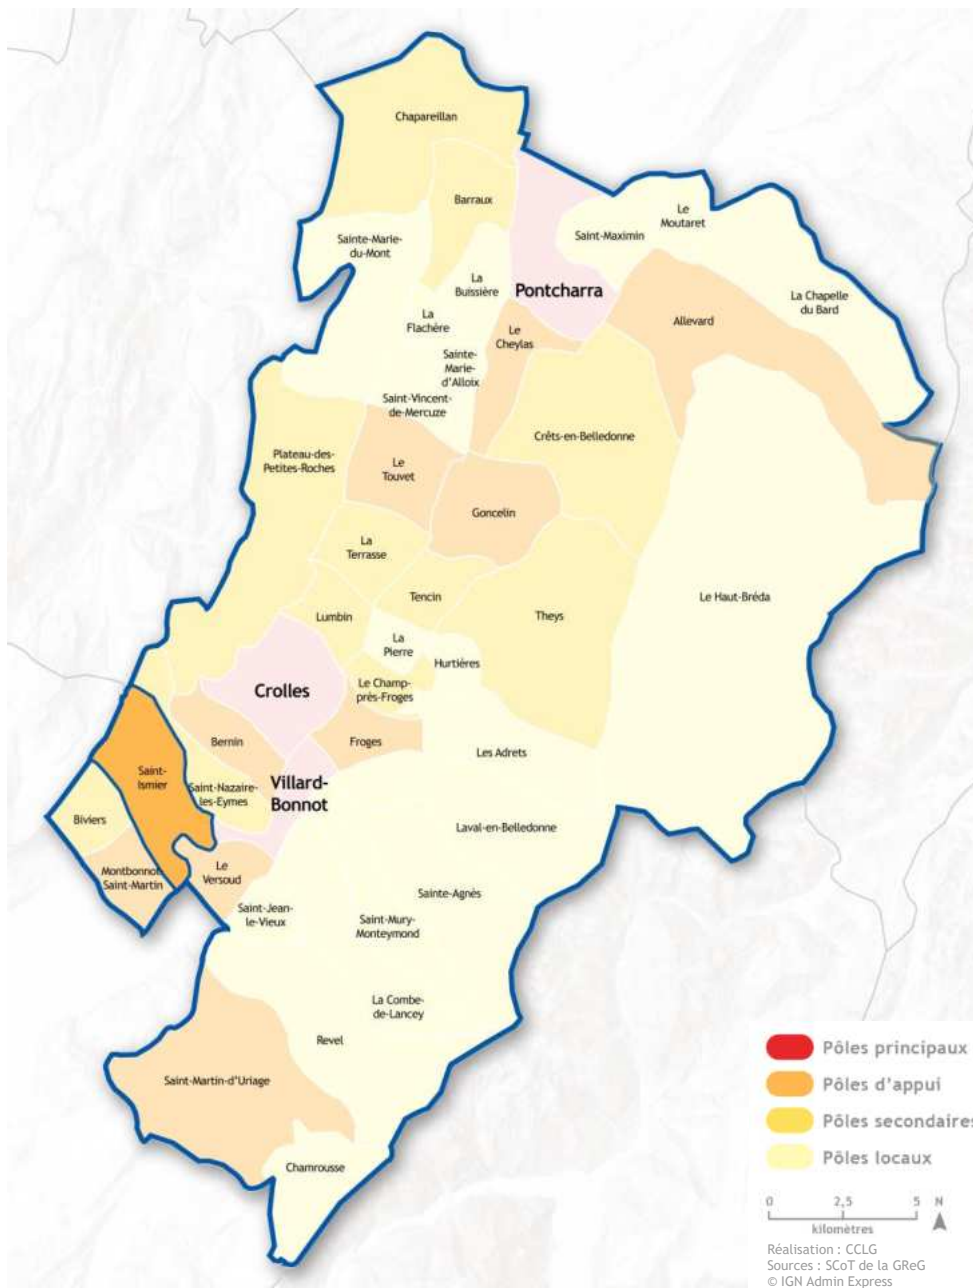 Chapareillan
Barraux
Le
Moutaret
Saint-Maximin
Sainte-Marie-
du-Mont
La
Buissière
Pontcharra
La Chapelle
du Bard
La
Flachère
Allevard
Le
Cheylas
Sainte-
Marie-
d'Alloix
Saint-Vincent-
de-Mercuze
Crêts-en-Belledonne
Plateau-des-
Petites-Roches
Le
Touvet
Goncelin
La
Terrasse
Tencin
Le Haut-Bréda
Lumbin
Theys
La
Pierre
Hurtières
Crolles
Le Champ-
près-Froges
Bernin
Froges
Les Adrets
Saint-
Ismier
Saint-Nazaire-
les-Eymes
Villard-
Bonnot
Biviers
Laval-en-Belledonne
Montbonnot
Saint-Martin
Le
Versoud
Sainte-Agnès
Saint-Jean-
le-Vieux
Saint-Mury-
Monteymond
La Combe-
de-Lancey
Revel
Saint-Martin-d'Uriage
Chamrousse
Pôles principaux
Pôles d'appui
Pôles secondaires
Pôles locaux
0 2,5 5 N
kilomètres
Réalisation : CCLG
Sources : SCoT de la GReG
© IGN Admin Express